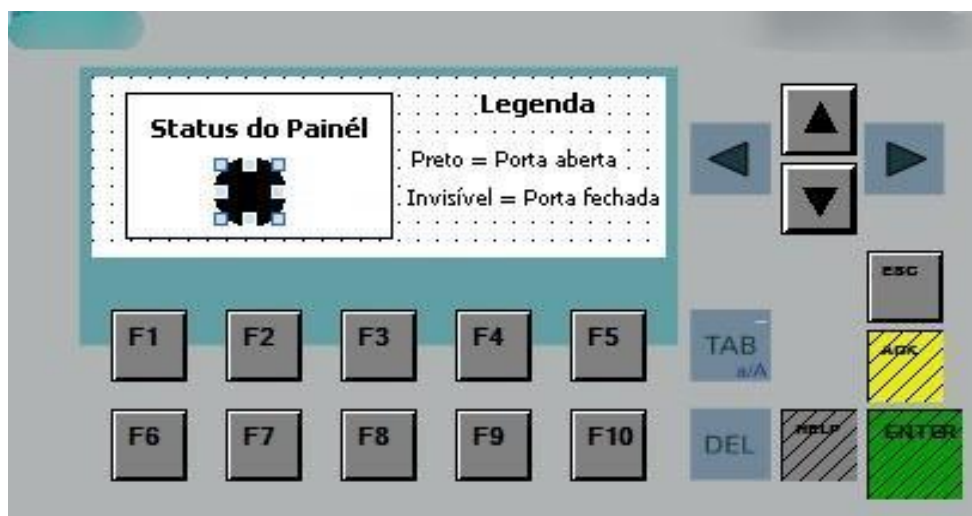 Status do Painél
Legenda
Preto = Porta aberta
Invisível = Porta fechada
ESC
F1 F2 F3 F4 F5 TAB a/A ACK
F6 F7 F8 F9 F10 DEL HELP ENTER